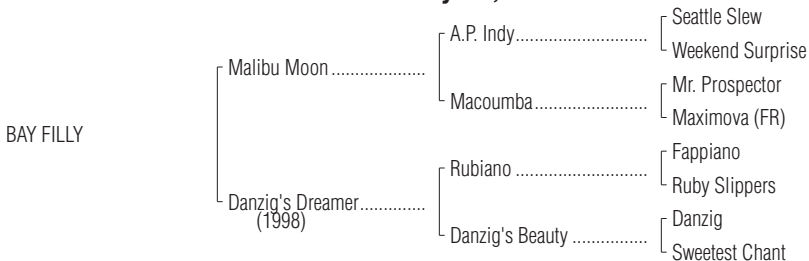 Seattle Slew
A.P. Indy
Weekend Surprise
Malibu Moon
Mr. Prospector
Macoumba
Maximova (FR)
BAY FILLY
Fappiano
Rubiano
Ruby Slippers
Danzig's Dreamer
(1998)
Danzig
Danzig's Beauty
Sweetest Chant